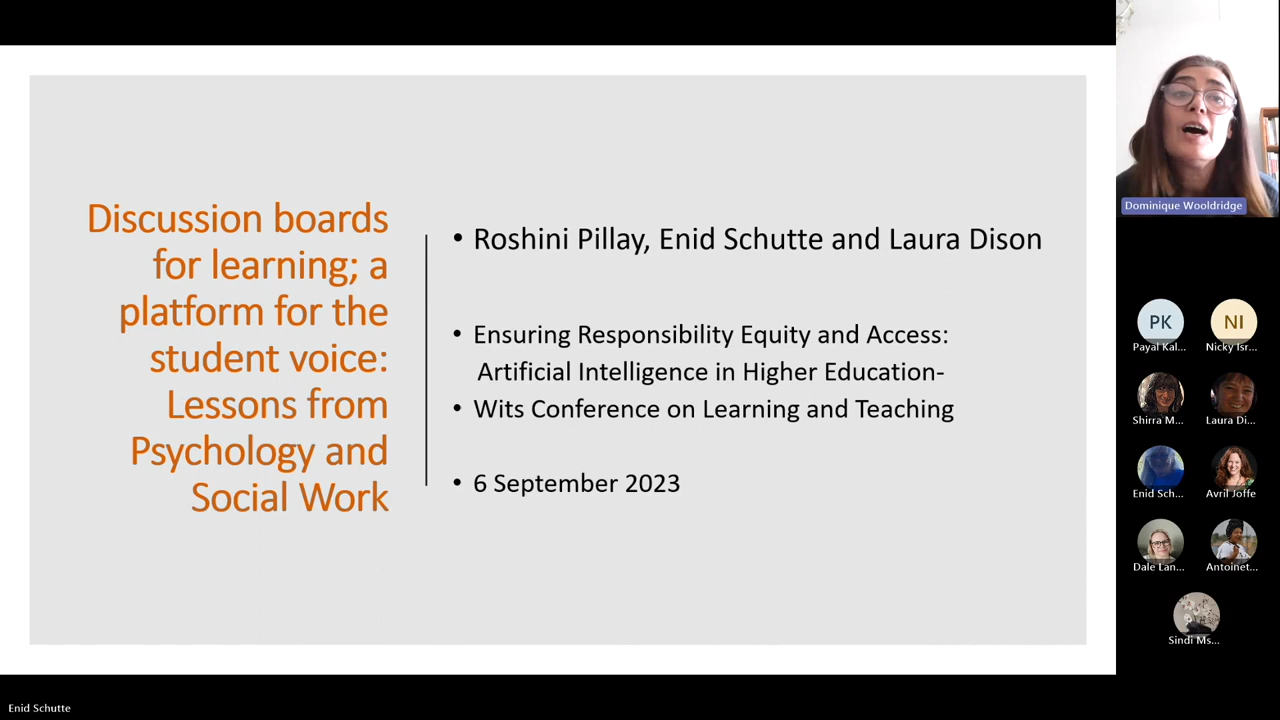 Discussion boards
for learning; a
platform for the
student voice:
Lessons from
Psychology and
Social Work
• Roshini Pillay, Enid Schutte and Laura Dison
• Ensuring Responsibility Equity and Access:
Artificial Intelligence in Higher Education-
• Wits Conference on Learning and Teaching
• 6 September 2023
Dominique Wooldridge
PK
NI
Payal Kal...
Nicky Isr...
Shirra M...
Laura Di...
Enid Sch...
Avril Joffe
Dale Lan...
Antoinet...
Sindi Ms...
Enid Schutte